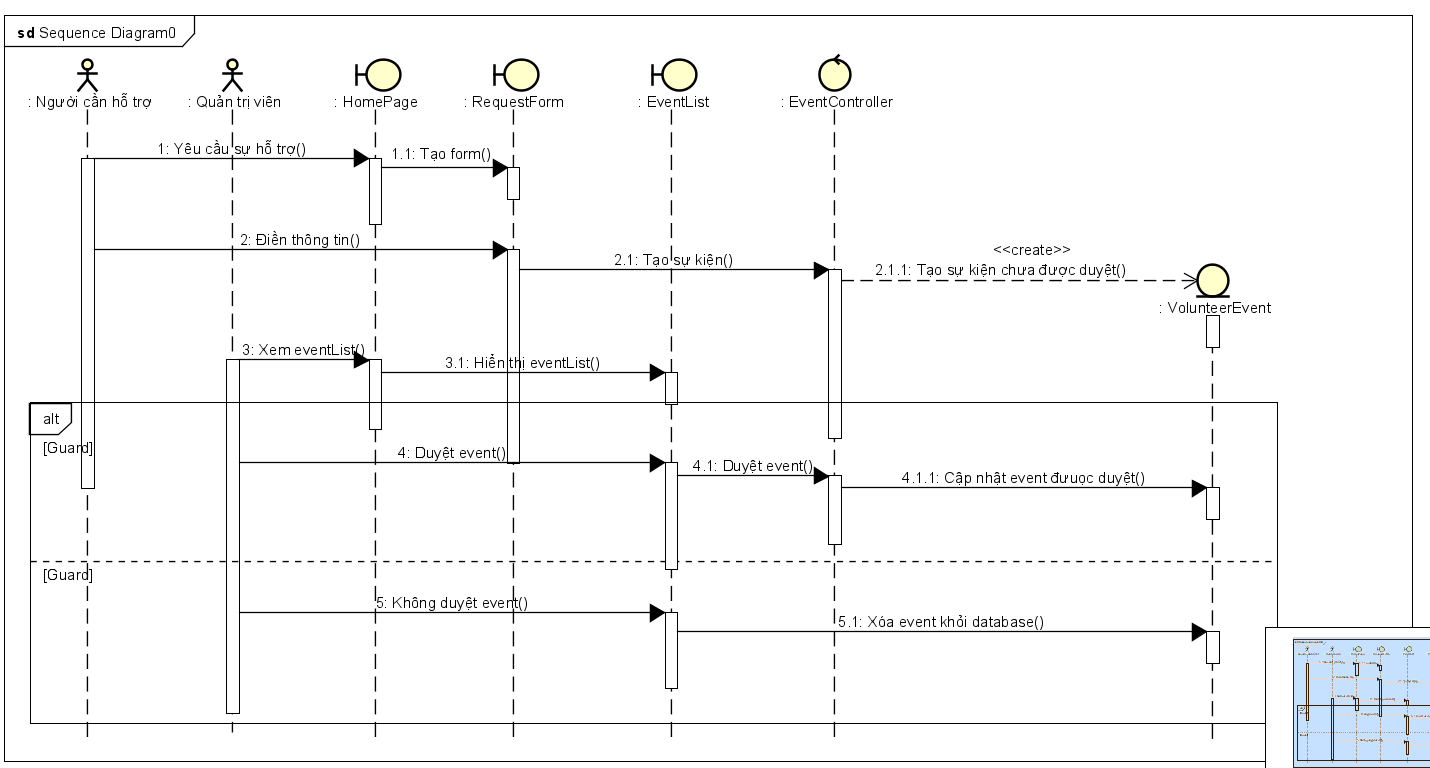 sd Sequence Diagram0
: Người cần hỗ trợ
: Quản trị viên
: HomePage
: RequestForm
: EventList
: EventController
1: Yêu cầu sự hỗ trợ()
1.1: Tạo form()
2: Điền thông tin()
2.1: Tạo sự kiện()
<<create>>
2.1.1: Tạo sự kiện chưa được duyệt()
: VolunteerEvent
3: Xem eventList()
3.1: Hiển thị eventList()
alt
[Guard]
4: Duyệt event()
4.1: Duyệt event()
4.1.1: Cập nhật event đưuọc duyệt()
[Guard]
5: Không duyệt event()
5.1: Xóa event khỏi database()